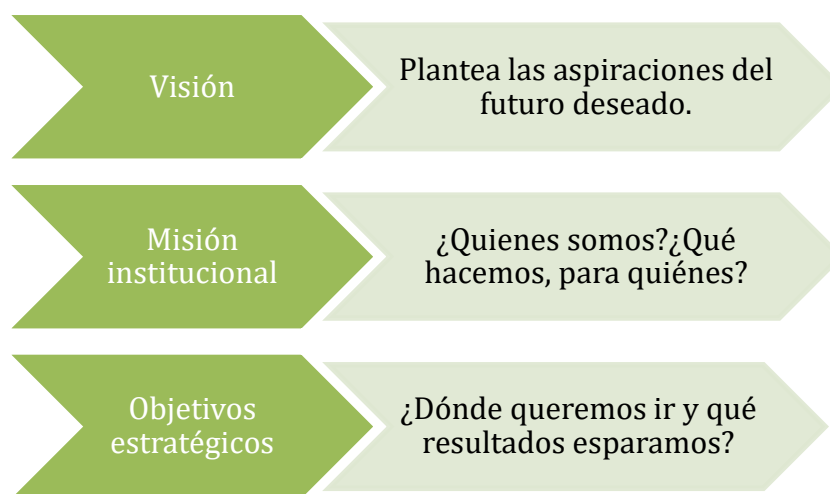 Visión
Plantea las aspiraciones del
futuro deseado.
Misión
institucional
¿Quienes somos?¿Qué
hacemos, para quiénes?
Objetivos
estratégicos
¿Dónde queremos ir y qué
resultados esparamos?